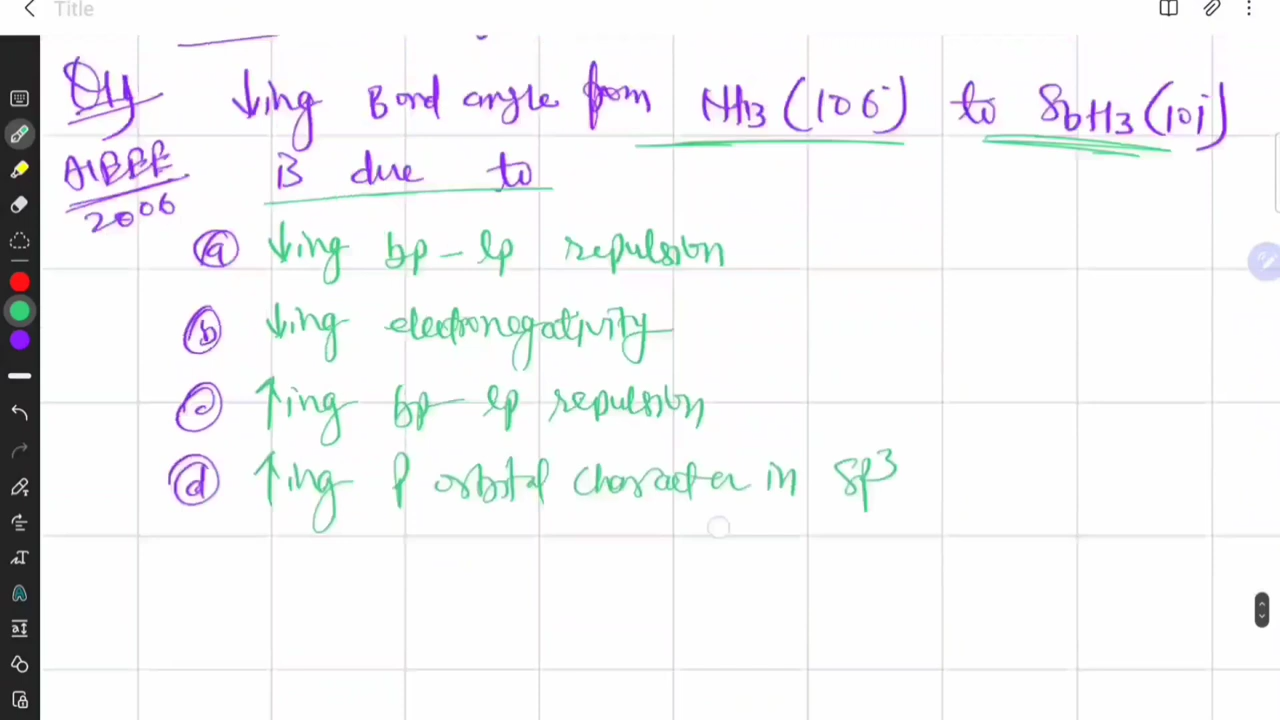 Title
Q14 ↓ing Bond angle from NH3 (106°) to SbH3 (101°)
AIEEE 2006
is due to
(a) ↓ing bp - lp repulsion
(b) ↓ing electronegativity
(c) ↑ing bp - lp repulsion
(d) ↑ing p orbital character in sp³